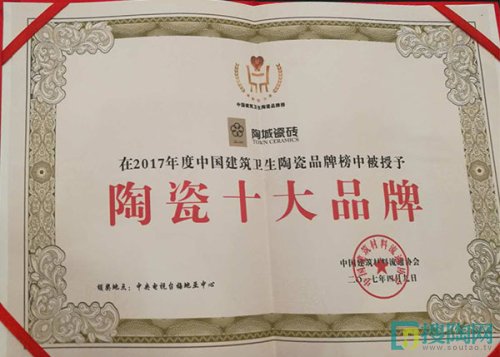 中国建筑卫生陶瓷品牌榜
陶城瓷砖
TOWN CERAMICS
在2017年度中国建筑卫生陶瓷品牌榜中被授予
陶瓷十大品牌
中国建筑材料流通协会
二〇一七年四月九日
颁奖地点：中央电视台梅地亚中心
搜陶网
www.soutao.tv